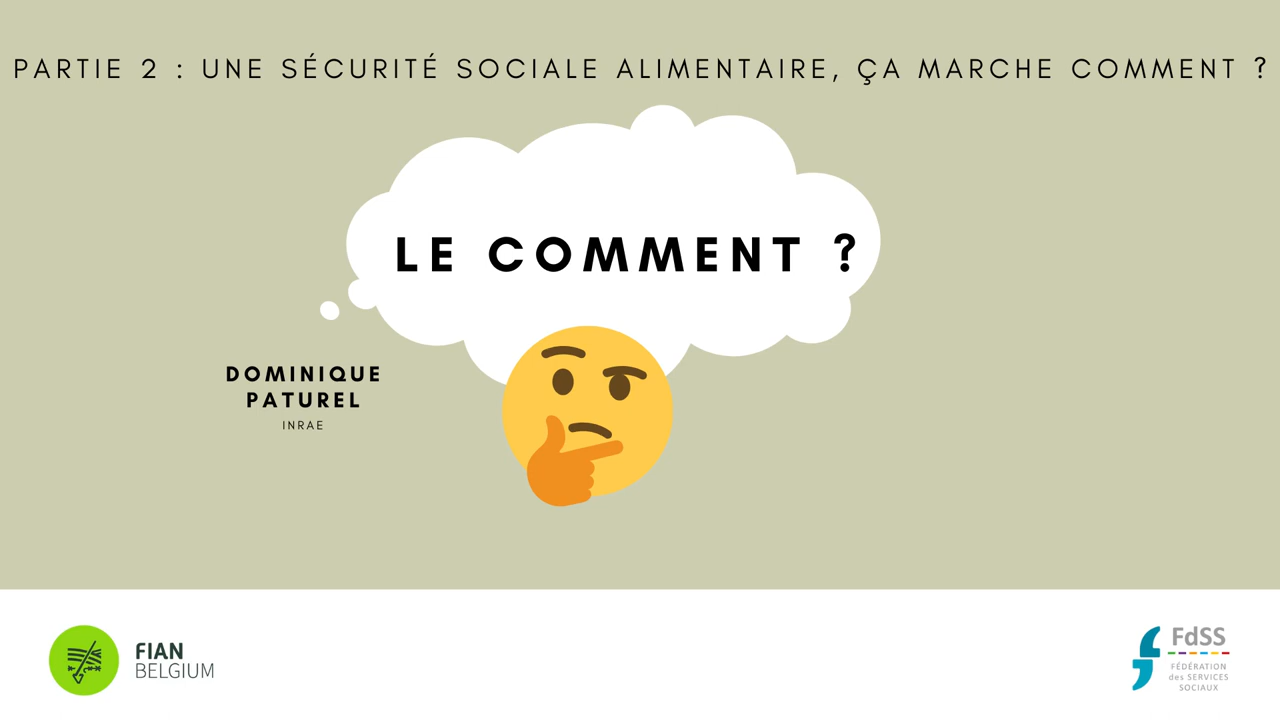 PARTIE 2 : UNE SÉCURITÉ SOCIALE ALIMENTAIRE, ÇA MARCHE COMMENT ?
LE COMMENT ?
DOMINIQUE
PATUREL
INRAE
FIAN
BELGIUM
FdSS
FÉDÉRATION
des SERVICES
SOCIAUX